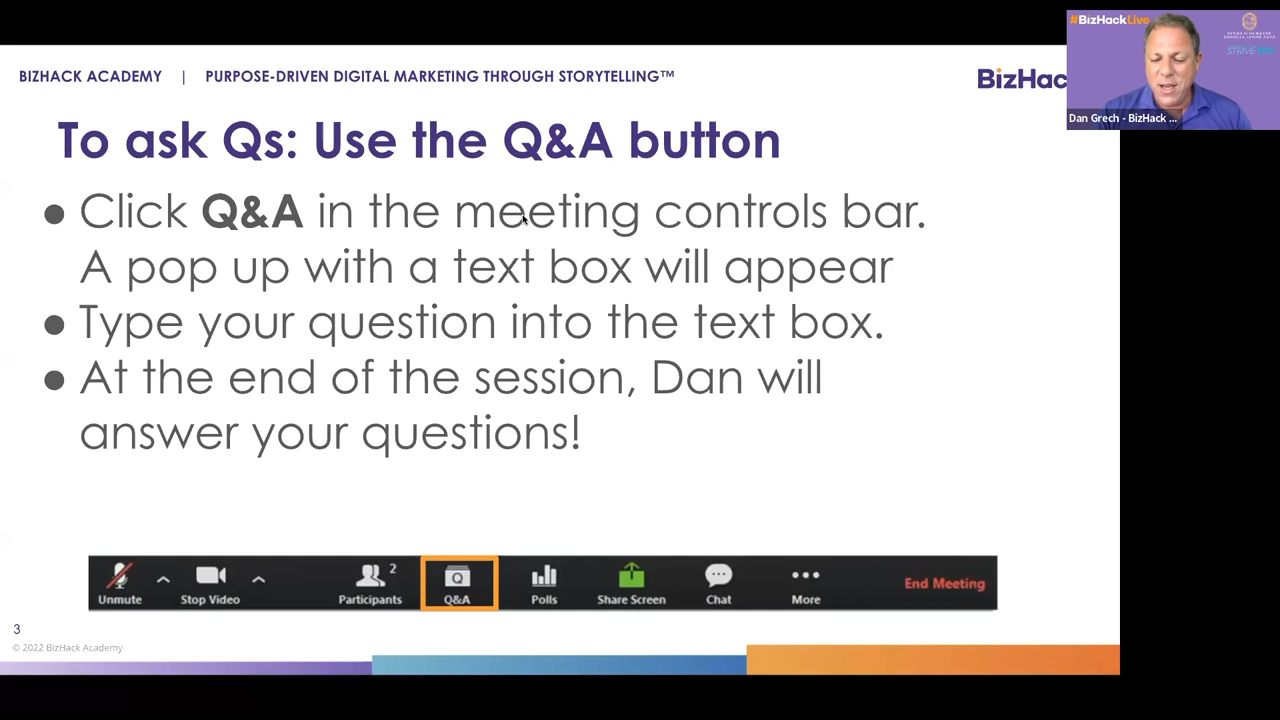 #BizHackLive
BIZHACK ACADEMY | PURPOSE-DRIVEN DIGITAL MARKETING THROUGH STORYTELLING™
BizHac
Dan Grech - BizHack ...
To ask Qs: Use the Q&A button
● Click Q&A in the meeting controls bar.
A pop up with a text box will appear
● Type your question into the text box.
● At the end of the session, Dan will
answer your questions!
2
Unmute Stop Video Participants Q&A Polls Share Screen Chat More End Meeting
3
© 2022 BizHack Academy